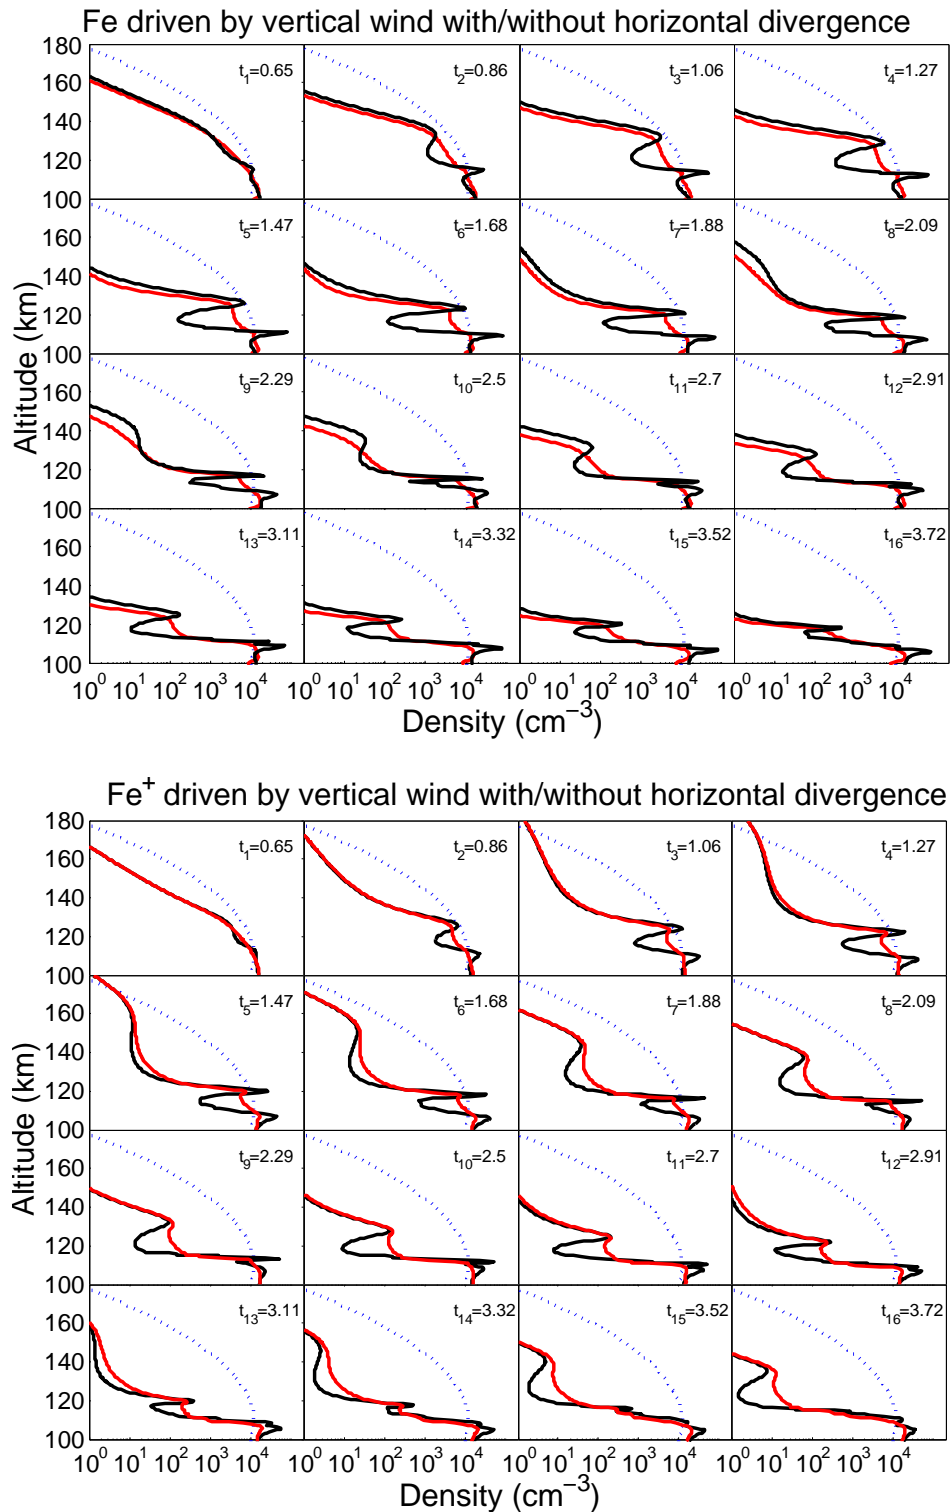 Fe driven by vertical wind with/without horizontal divergence
180
160
140
120
100
t1=0.65
t2=0.86
t3=1.06
t4=1.27
160
140
120
100
t5=1.47
t6=1.68
t7=1.88
t8=2.09
160
140
120
100
t9=2.29
t10=2.5
t11=2.7
t12=2.91
160
140
120
100
t13=3.11
t14=3.32
t15=3.52
t16=3.72
Altitude (km)
10^0 10^1 10^2 10^3 10^4 10^0 10^1 10^2 10^3 10^4 10^0 10^1 10^2 10^3 10^4 10^0 10^1 10^2 10^3 10^4
Density (cm^−3)
Fe^+ driven by vertical wind with/without horizontal divergence
180
160
140
120
100
t1=0.65
t2=0.86
t3=1.06
t4=1.27
160
140
120
100
t5=1.47
t6=1.68
t7=1.88
t8=2.09
160
140
120
100
t9=2.29
t10=2.5
t11=2.7
t12=2.91
160
140
120
100
t13=3.11
t14=3.32
t15=3.52
t16=3.72
Altitude (km)
10^0 10^1 10^2 10^3 10^4 10^0 10^1 10^2 10^3 10^4 10^0 10^1 10^2 10^3 10^4 10^0 10^1 10^2 10^3 10^4
Density (cm^−3)